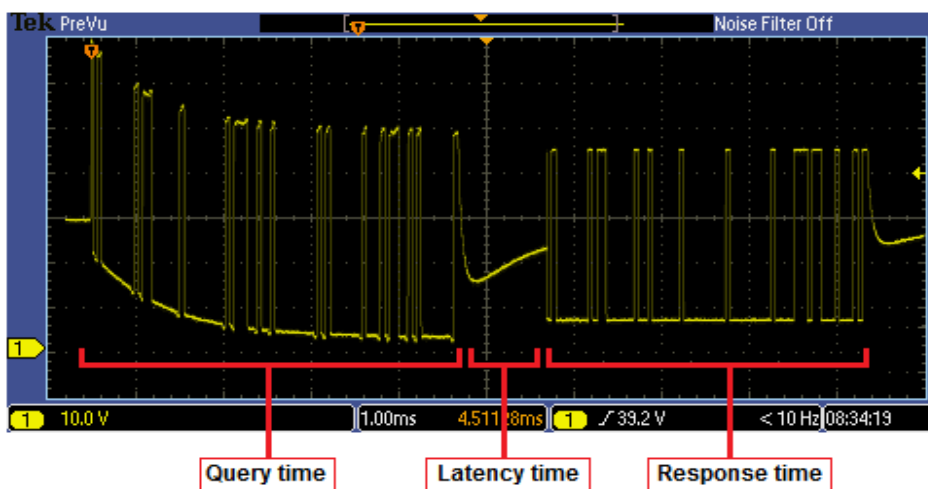 Tek PreVu Noise Filter Off
T
T
1
1 10.0 V 1.00ms 1 39.2 V < 10 Hz 08:34:19
Query time Latency time Response time